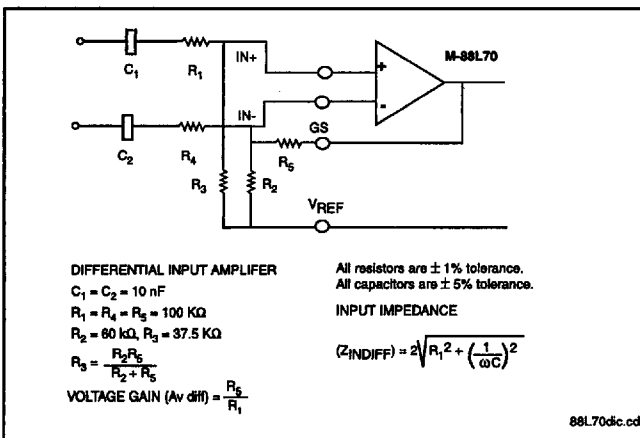 M-88L70
IN+
C1
R1
+
IN-
-
GS
C2
R4
R5
R3
R2
VREF
DIFFERENTIAL INPUT AMPLIFER
C1 = C2 = 10 nF
R1 = R4 = R5 = 100 KΩ
R2 = 60 kΩ, R3 = 37.5 KΩ
R3 = R2R5 / R2 + R5
VOLTAGE GAIN (Av diff) = R5 / R1
All resistors are ± 1% tolerance.
All capacitors are ± 5% tolerance.
INPUT IMPEDANCE
(ZINDIFF) = 2√R1² + (1/ωC)²
88L70dic.cd